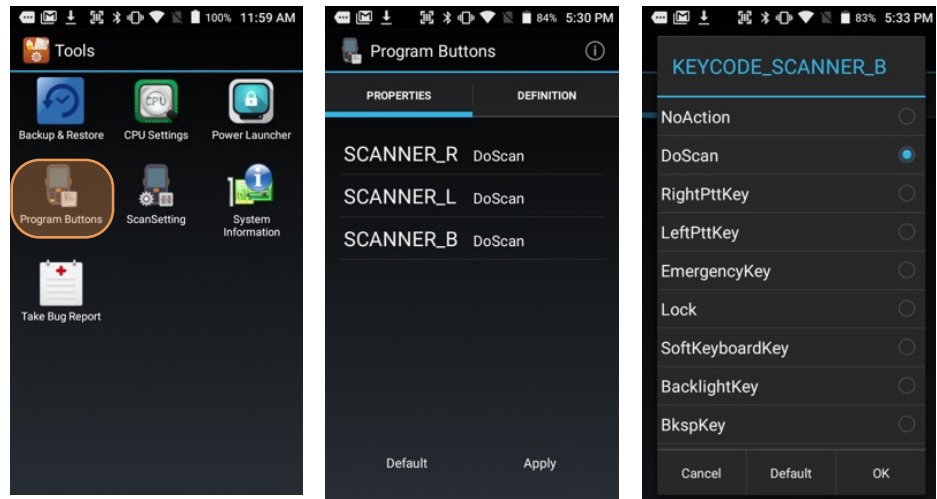 100% 11:59 AM
Tools
Backup & Restore
CPU
CPU Settings
Power Launcher
Program Buttons
ScanSetting
System
Information
Take Bug Report
84% 5:30 PM
Program Buttons
PROPERTIES
DEFINITION
SCANNER_R DoScan
SCANNER_L DoScan
SCANNER_B DoScan
Default
Apply
83% 5:33 PM
KEYCODE_SCANNER_B
NoAction
DoScan
RightPttKey
LeftPttKey
EmergencyKey
Lock
SoftKeyboardKey
BacklightKey
BkspKey
Cancel
Default
OK